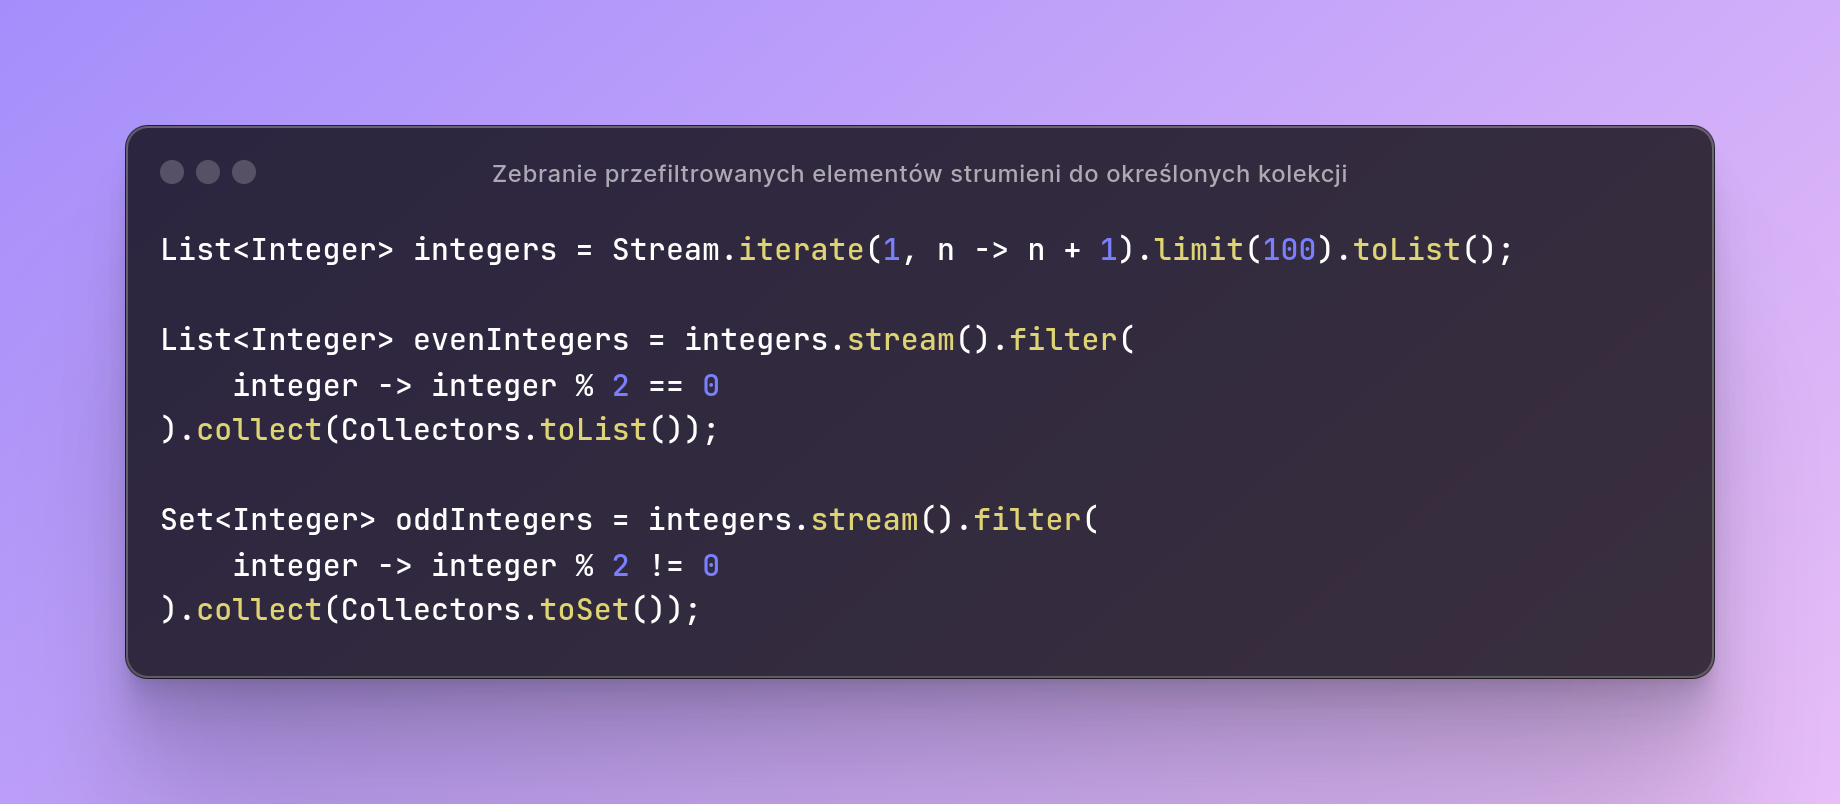 Zebranie przefiltrowanych elementów strumieni do określonych kolekcji
List<Integer> integers = Stream.iterate(1, n -> n + 1).limit(100).toList();
List<Integer> evenIntegers = integers.stream().filter(
    integer -> integer % 2 == 0
).collect(Collectors.toList());
Set<Integer> oddIntegers = integers.stream().filter(
    integer -> integer % 2 != 0
).collect(Collectors.toSet());